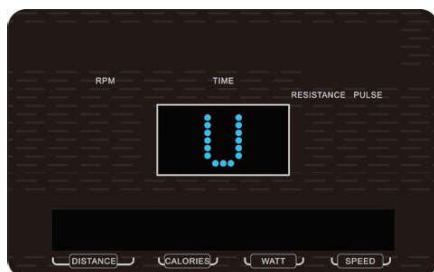 RPM TIME
RESISTANCE PULSE
U
DISTANCE CALORIES WATT SPEED